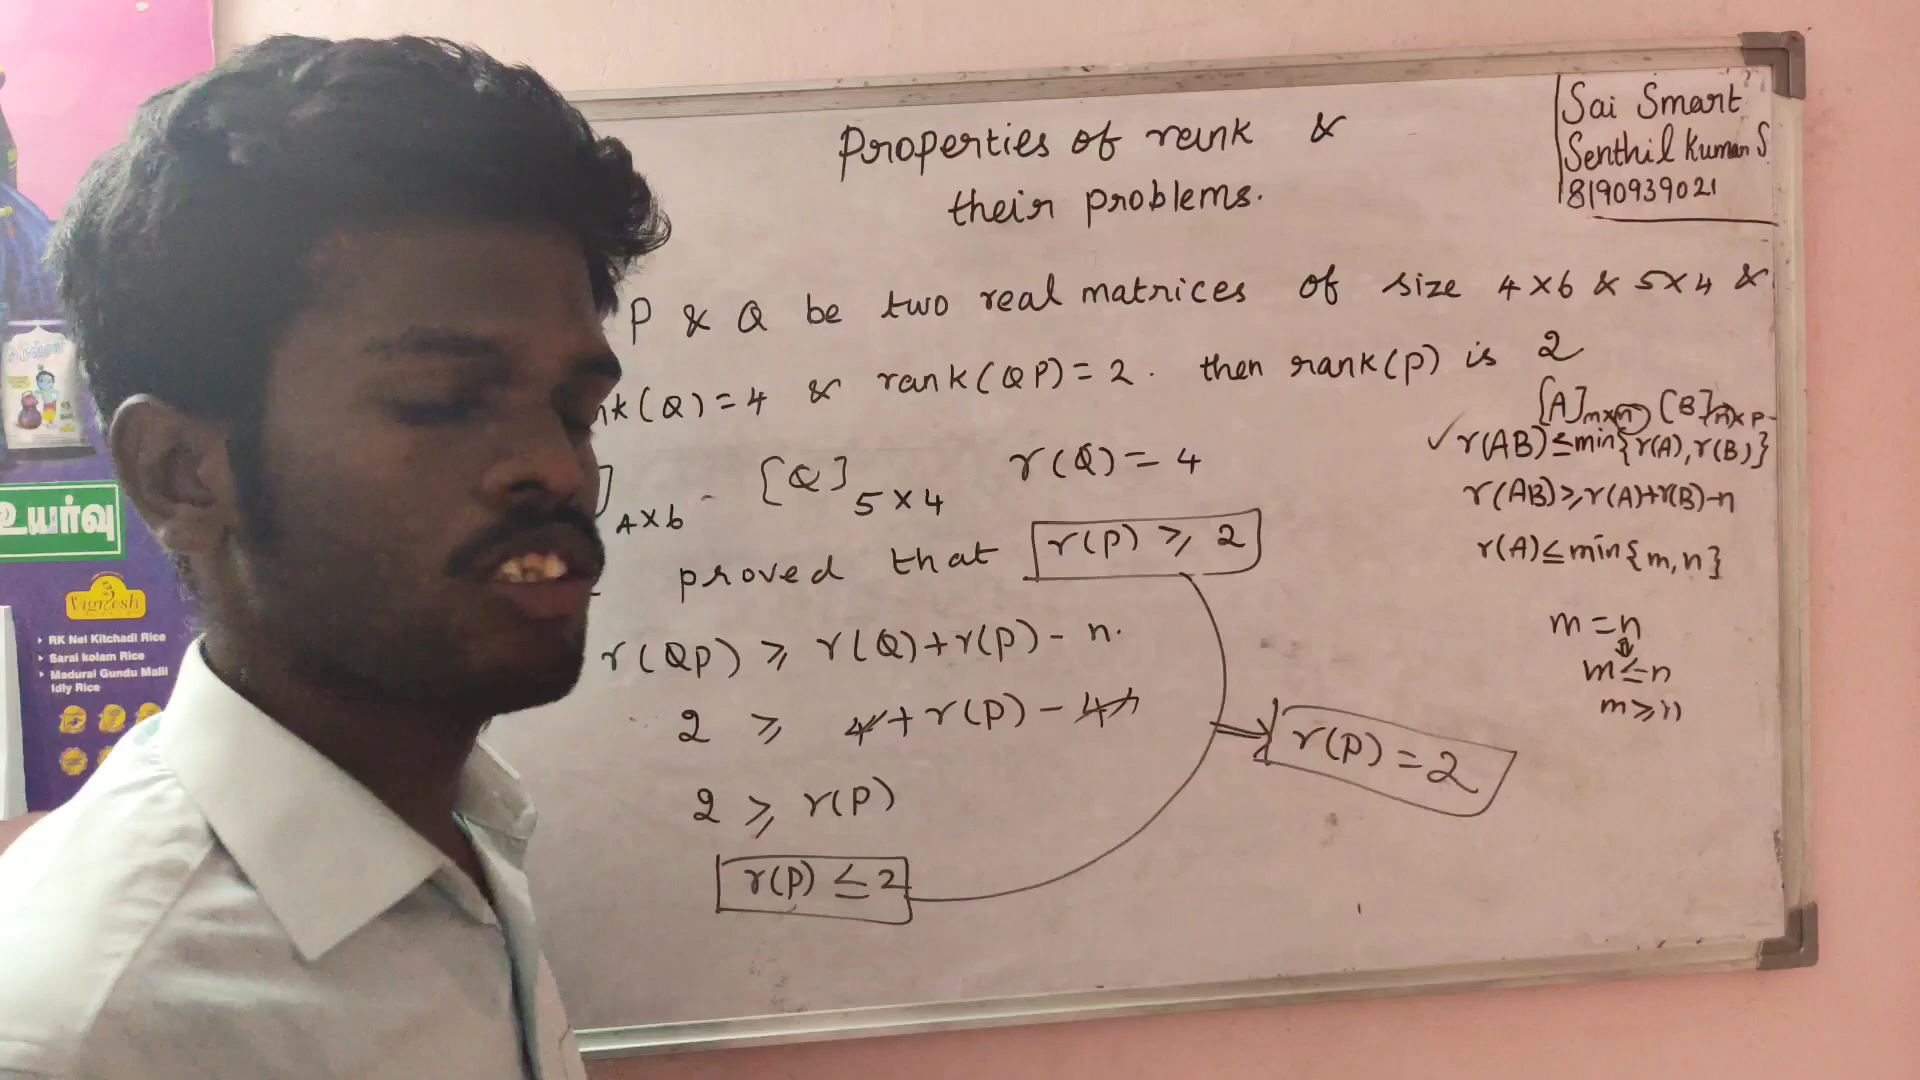 Properties of rank &
their problems.
Sai Smart
Senthil Kumar S
8190939021
P & Q be two real matrices of size 4×6 & 5×4 &
nk(Q)=4 & rank(QP)=2. then rank(P) is 2
[A]m×n [B]n×p
✓ r(AB)≤min{r(A),r(B)}
r(AB)≥r(A)+r(B)-n
r(A)≤min{m,n}
m=n
⇕
m≤n
m≥n
]4×6 - [Q]5×4 r(Q)=4
proved that r(P)≥2
r(QP)≥r(Q)+r(P)-n.
2 ≥ 4+r(P)-4
2 ≥ r(P)
r(P)≤2
⇒ r(P)=2
உயர்வு
Vignesh
RK Nel Kitchadi Rice
Sarai kolam Rice
Madurai Gundu Malli
Idly Rice